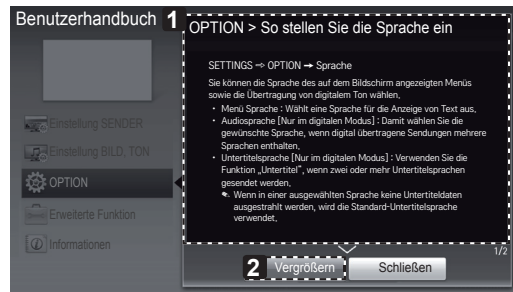 Benutzerhandbuch 1
Einstellung SENDER
Einstellung BILD, TON
OPTION
Erweiterte Funktion
Informationen
OPTION > So stellen Sie die Sprache ein
SETTINGS ⇨ OPTION ➞ Sprache
Sie können die Sprache des auf dem Bildschirm angezeigten Menüs
sowie die Übertragung von digitalem Ton wählen.
• Menü Sprache : Wählt eine Sprache für die Anzeige von Text aus.
• Audiosprache [Nur im digitalen Modus] : Damit wählen Sie die
gewünschte Sprache, wenn digital übertragene Sendungen mehrere
Sprachen enthalten.
• Untertitelsprache [Nur im digitalen Modus] : Verwenden Sie die
Funktion „Untertitel", wenn zwei oder mehr Untertitelsprachen
gesendet werden.
Wenn in einer ausgewählten Sprache keine Untertiteldaten
ausgestrahlt werden, wird die Standard-Untertitelsprache
verwendet.
1/2
2 Vergrößern
Schließen